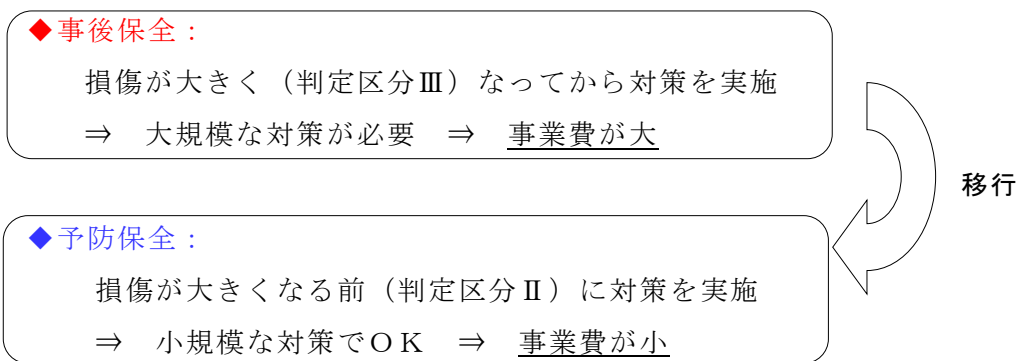 ◆事後保全：
損傷が大きく（判定区分Ⅲ）なってから対策を実施
⇒ 大規模な対策が必要 ⇒ 事業費が大
移行
◆予防保全：
損傷が大きくなる前（判定区分Ⅱ）に対策を実施
⇒ 小規模な対策でＯＫ ⇒ 事業費が小